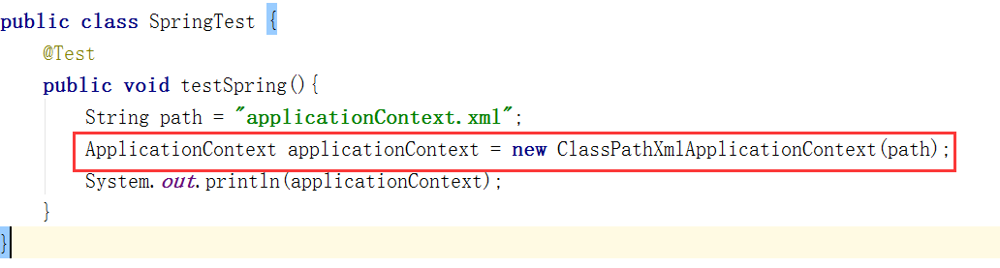 public class SpringTest {
@Test
public void testSpring(){
String path = "applicationContext.xml";
ApplicationContext applicationContext = new ClassPathXmlApplicationContext(path);
System.out.println(applicationContext);
}
}